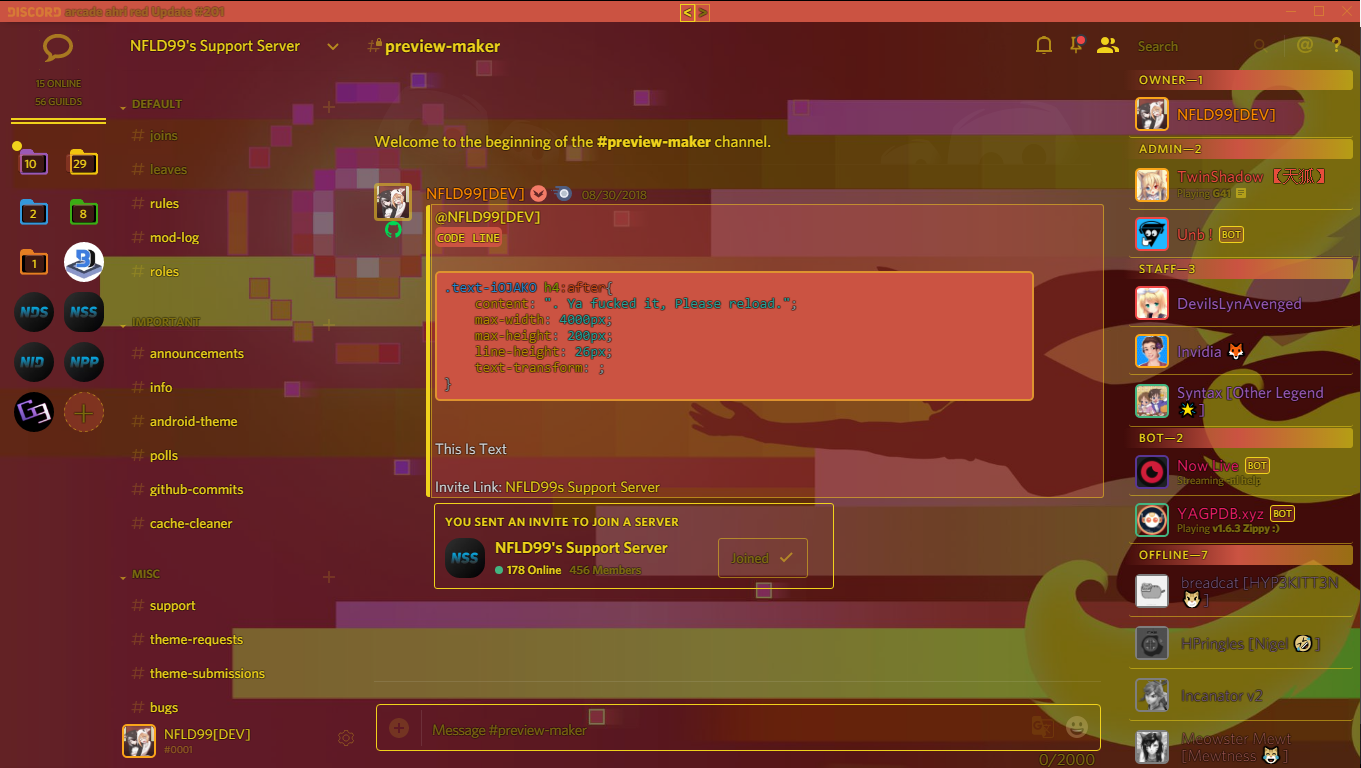 DISCORD arcade ahri red Update #201
< >
15 ONLINE
56 GUILDS
10
29
2
8
1
NDS
NSS
NID
NPP
NFLD99's Support Server
DEFAULT
# joins
# leaves
# rules
# mod-log
# roles
IMPORTANT
# announcements
# info
# android-theme
# polls
# github-commits
# cache-cleaner
MISC
# support
# theme-requests
# theme-submissions
# bugs
NFLD99[DEV]
#0001
#preview-maker
Welcome to the beginning of the #preview-maker channel.
NFLD99[DEV] 08/30/2018
@NFLD99[DEV]
CODE LINE
.text-iOJAKO h4:after{
content: ". Ya fucked it, Please reload.";
max-width: 4000px;
max-height: 200px;
line-height: 26px;
text-transform: ;
}
This Is Text
Invite Link: NFLD99s Support Server
YOU SENT AN INVITE TO JOIN A SERVER
NSS
NFLD99's Support Server
178 Online 456 Members
Joined
Message #preview-maker
0/2000
Search
@ ?
OWNER—1
NFLD99[DEV]
ADMIN—2
TwinShadow 【天狐】
Playing G41
Unb ! BOT
STAFF—3
DevilsLynAvenged
Invidia 🦊
Syntax [Other Legend
🌟]
BOT—2
Now Live BOT
Streaming -nl help
YAGPDB.xyz BOT
Playing v1.6.3 Zippy :)
OFFLINE—7
breadcat [HYP3KITT3N
🐱]
HPringles [Nigel 🤣]
Incanator v2
Meowster Mewt
[Mewtness 😹]